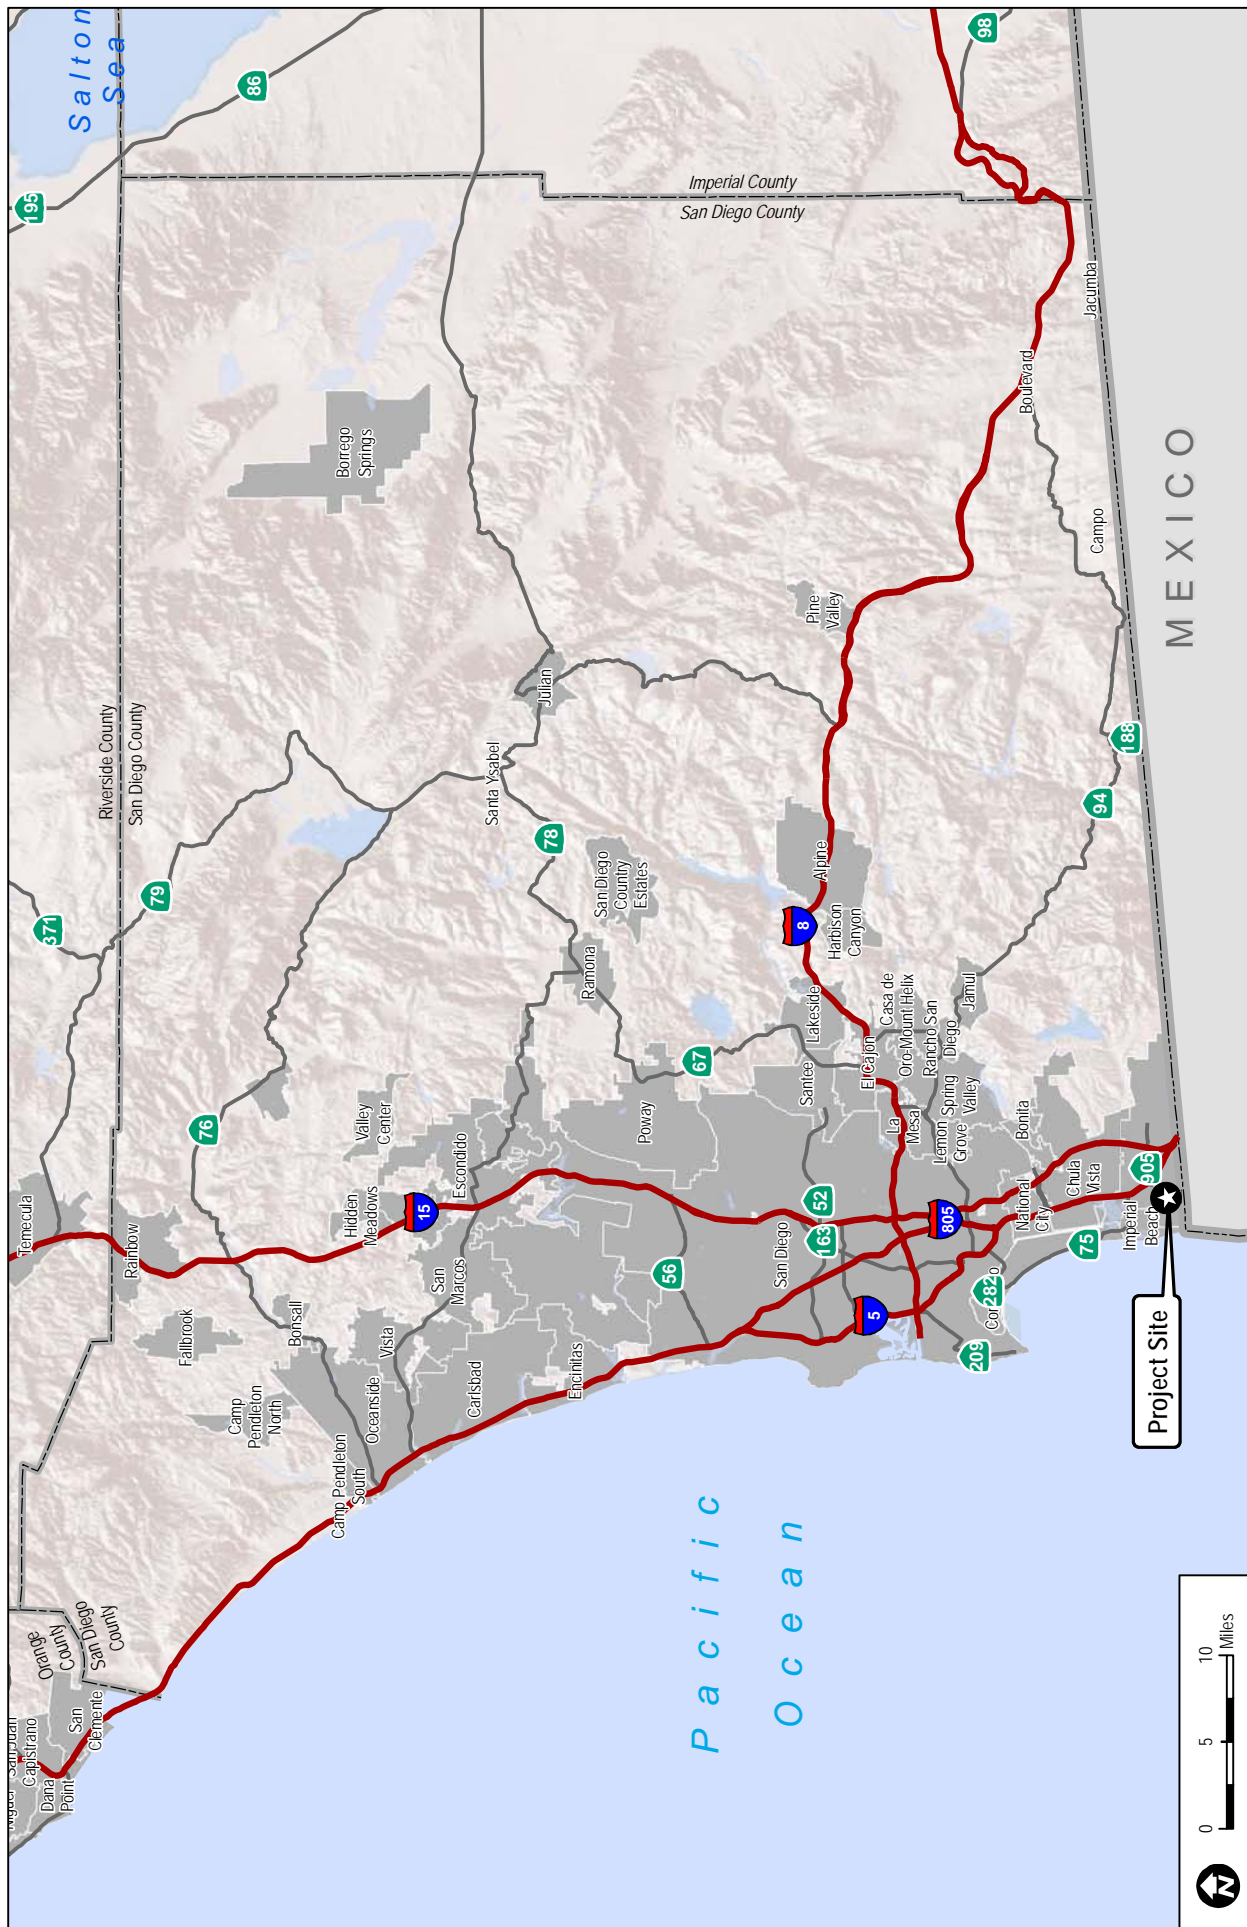 San Juan
Capistrano
Dana
Point
San
Clemente
Orange
County
San Diego
County
Temecula
371
195
Salton
Sea
86
Riverside County
San Diego County
Rainbow
79
Fallbrook
76
Camp
Pendleton
North
Bonsall
Valley
Center
Borrego
Springs
Hidden
Meadows
Camp Pendleton
South
Oceanside
Vista
15
San
Marcos
Escondido
Carlsbad
Santa Ysabel
Julian
78
Encinitas
Ramona
San Diego
Country
Estates
Poway
56
67
Imperial County
San Diego County
Pacific
Ocean
San Diego
163
52
Santee
Lakeside
8
Alpine
Harbison
Canyon
Pine
Valley
5
El Cajon
La
Mesa
Casa de
Oro-Mount Helix
Rancho San
Diego
805
Lemon
Grove
Spring
Valley
Jamul
209
282
98
National
City
Bonita
Boulevard
75
Chula
Vista
94
Campo
Jacumba
Imperial
Beach
905
188
Project Site
MEXICO
0
5
10
Miles
N